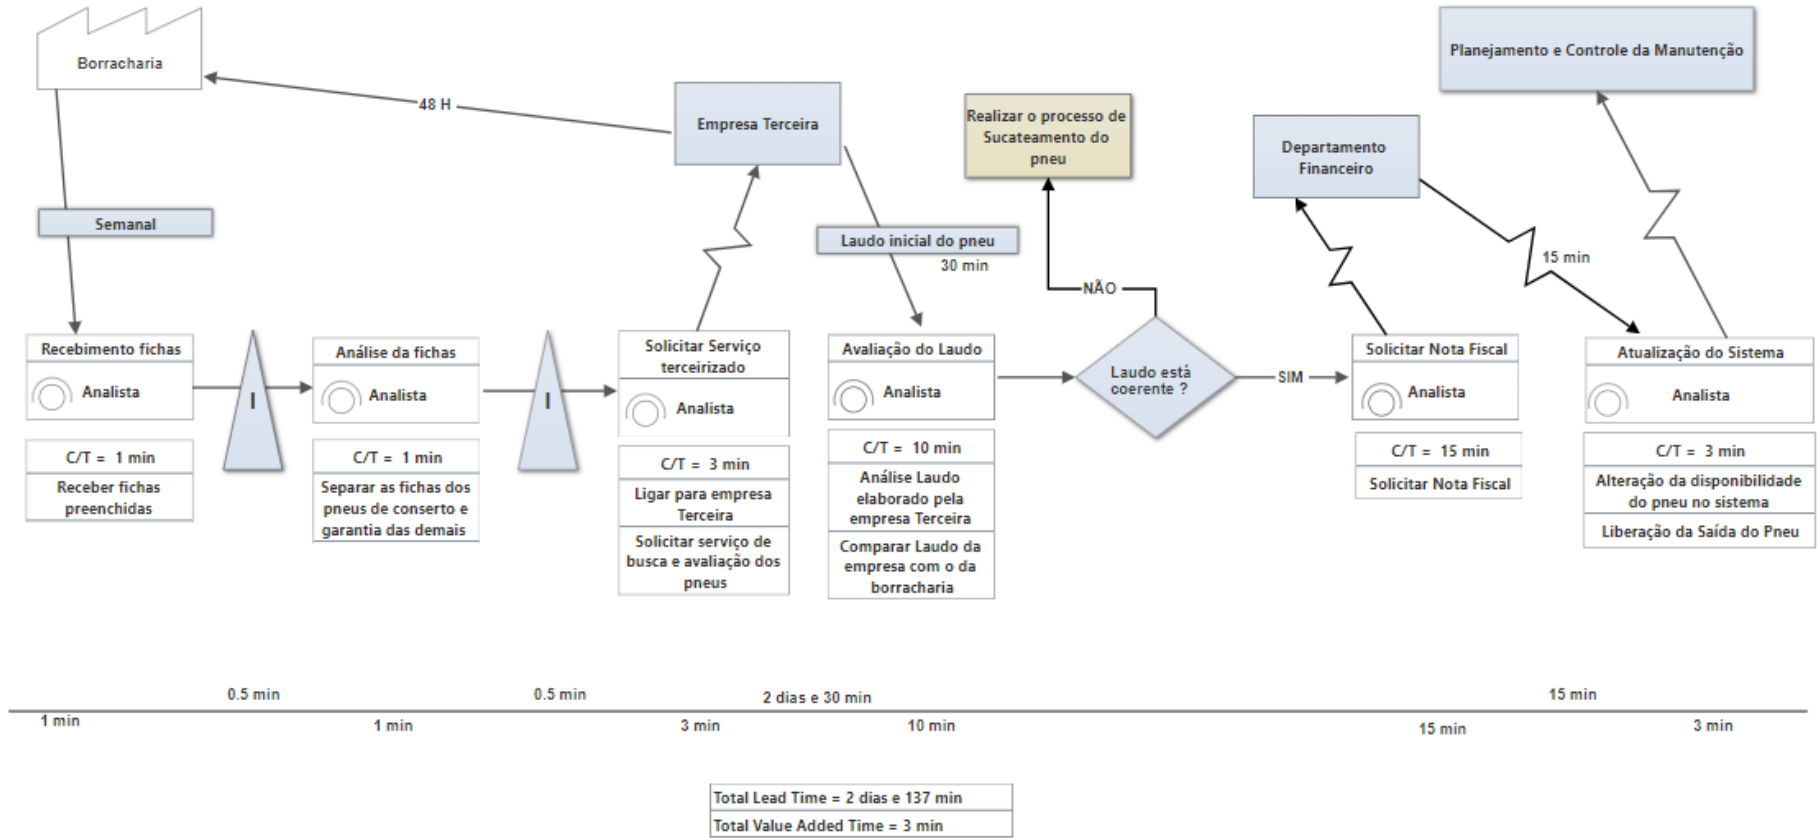 Borracharia
48 H
Semanal
Empresa Terceira
Laudo inicial do pneu
30 min
Realizar o processo de
Sucateamento do
pneu
NÃO
Departamento
Financeiro
15 min
Planejamento e Controle da Manutenção
Recebimento fichas
Analista
C/T = 1 min
Receber fichas
preenchidas
I
Análise da fichas
Analista
C/T = 1 min
Separar as fichas dos
pneus de conserto e
garantia das demais
I
Solicitar Serviço
terceirizado
Analista
C/T = 3 min
Ligar para empresa
Terceira
Solicitar serviço de
busca e avaliação dos
pneus
Avaliação do Laudo
Analista
C/T = 10 min
Análise Laudo
elaborado pela
empresa Terceira
Comparar Laudo da
empresa com o da
borracharia
Laudo está
coerente ?
SIM
Solicitar Nota Fiscal
Analista
C/T = 15 min
Solicitar Nota Fiscal
Atualização do Sistema
Analista
C/T = 3 min
Alteração da disponibilidade
do pneu no sistema
Liberação da Saída do Pneu
0.5 min
0.5 min
2 dias e 30 min
15 min
1 min
1 min
3 min
10 min
15 min
3 min
Total Lead Time = 2 dias e 137 min
Total Value Added Time = 3 min